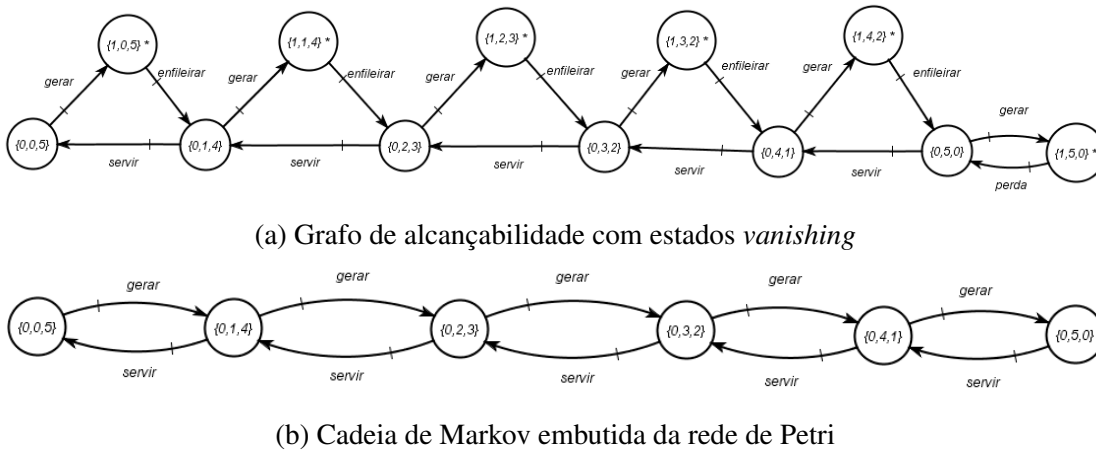 {1,0,5} * {1,1,4} * {1,2,3} * {1,3,2} * {1,4,2} *
gerar enfileirar gerar enfileirar gerar enfileirar gerar enfileirar gerar enfileirar
gerar
{0,0,5} {0,1,4} {0,2,3} {0,3,2} {0,4,1} {0,5,0} {1,5,0} *
servir servir servir servir servir
perda
(a) Grafo de alcançabilidade com estados vanishing
gerar gerar gerar gerar gerar
{0,0,5} {0,1,4} {0,2,3} {0,3,2} {0,4,1} {0,5,0}
servir servir servir servir servir
(b) Cadeia de Markov embutida da rede de Petri